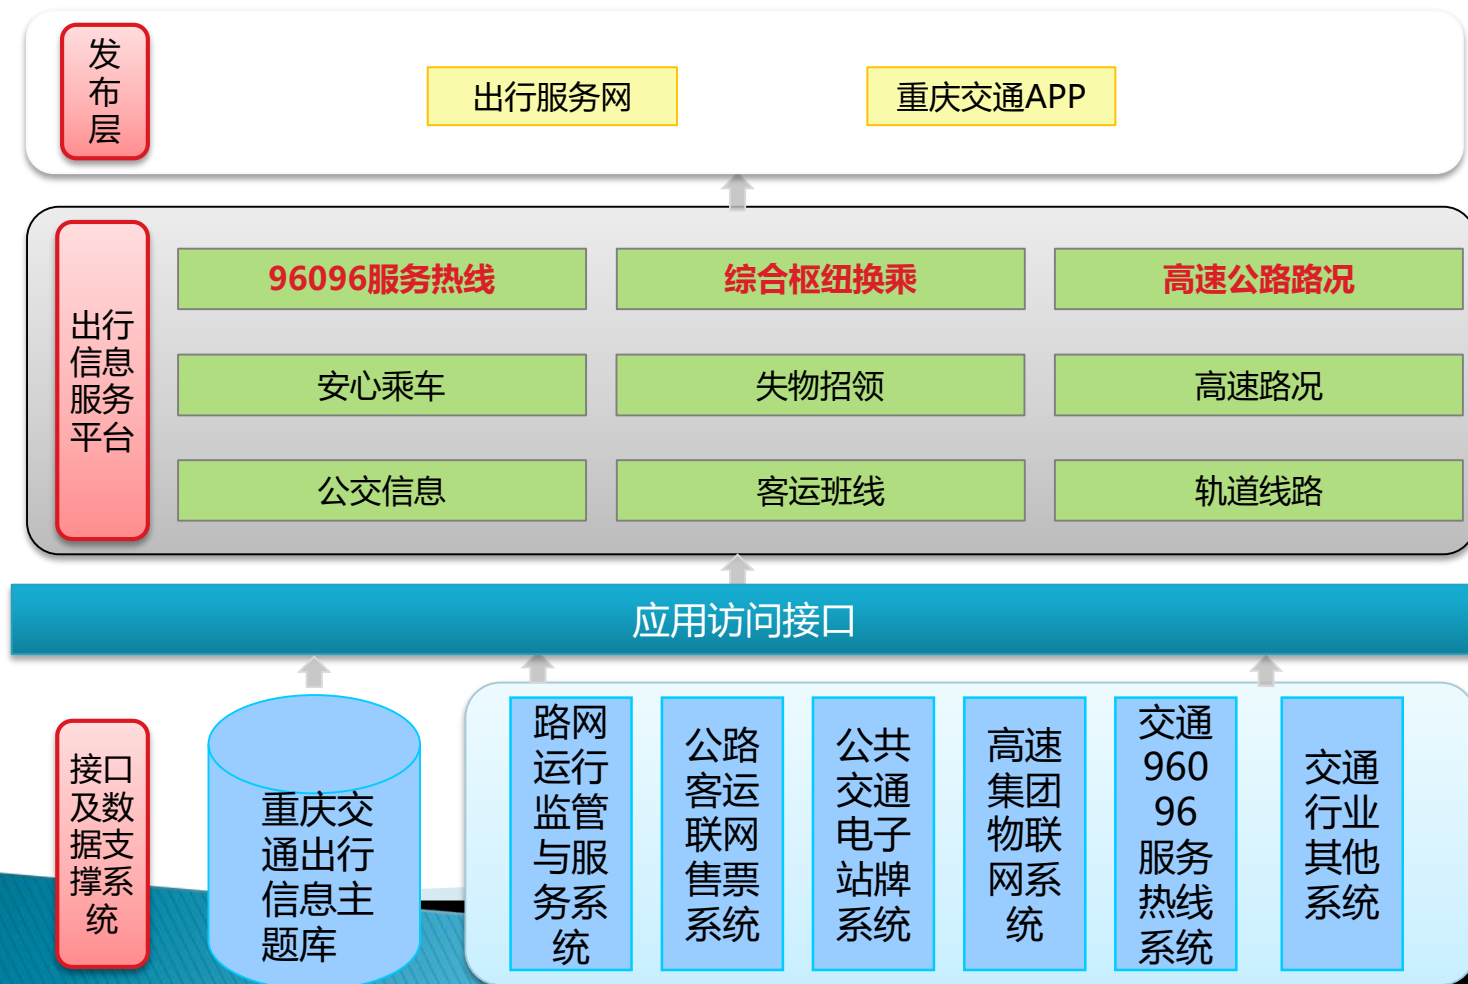 发
布
层
出行服务网
重庆交通APP
出行
信息
服务
平台
96096服务热线
综合枢纽换乘
高速公路路况
安心乘车
失物招领
高速路况
公交信息
客运班线
轨道线路
应用访问接口
接口
及数
据支
撑系
统
重庆交
通出行
信息主
题库
路网
运行
监管
与服
务系
统
公路
客运
联网
售票
系统
公共
交通
电子
站牌
系统
高速
集团
物联
网系
统
交通
960
96
服务
热线
系统
交通
行业
其他
系统